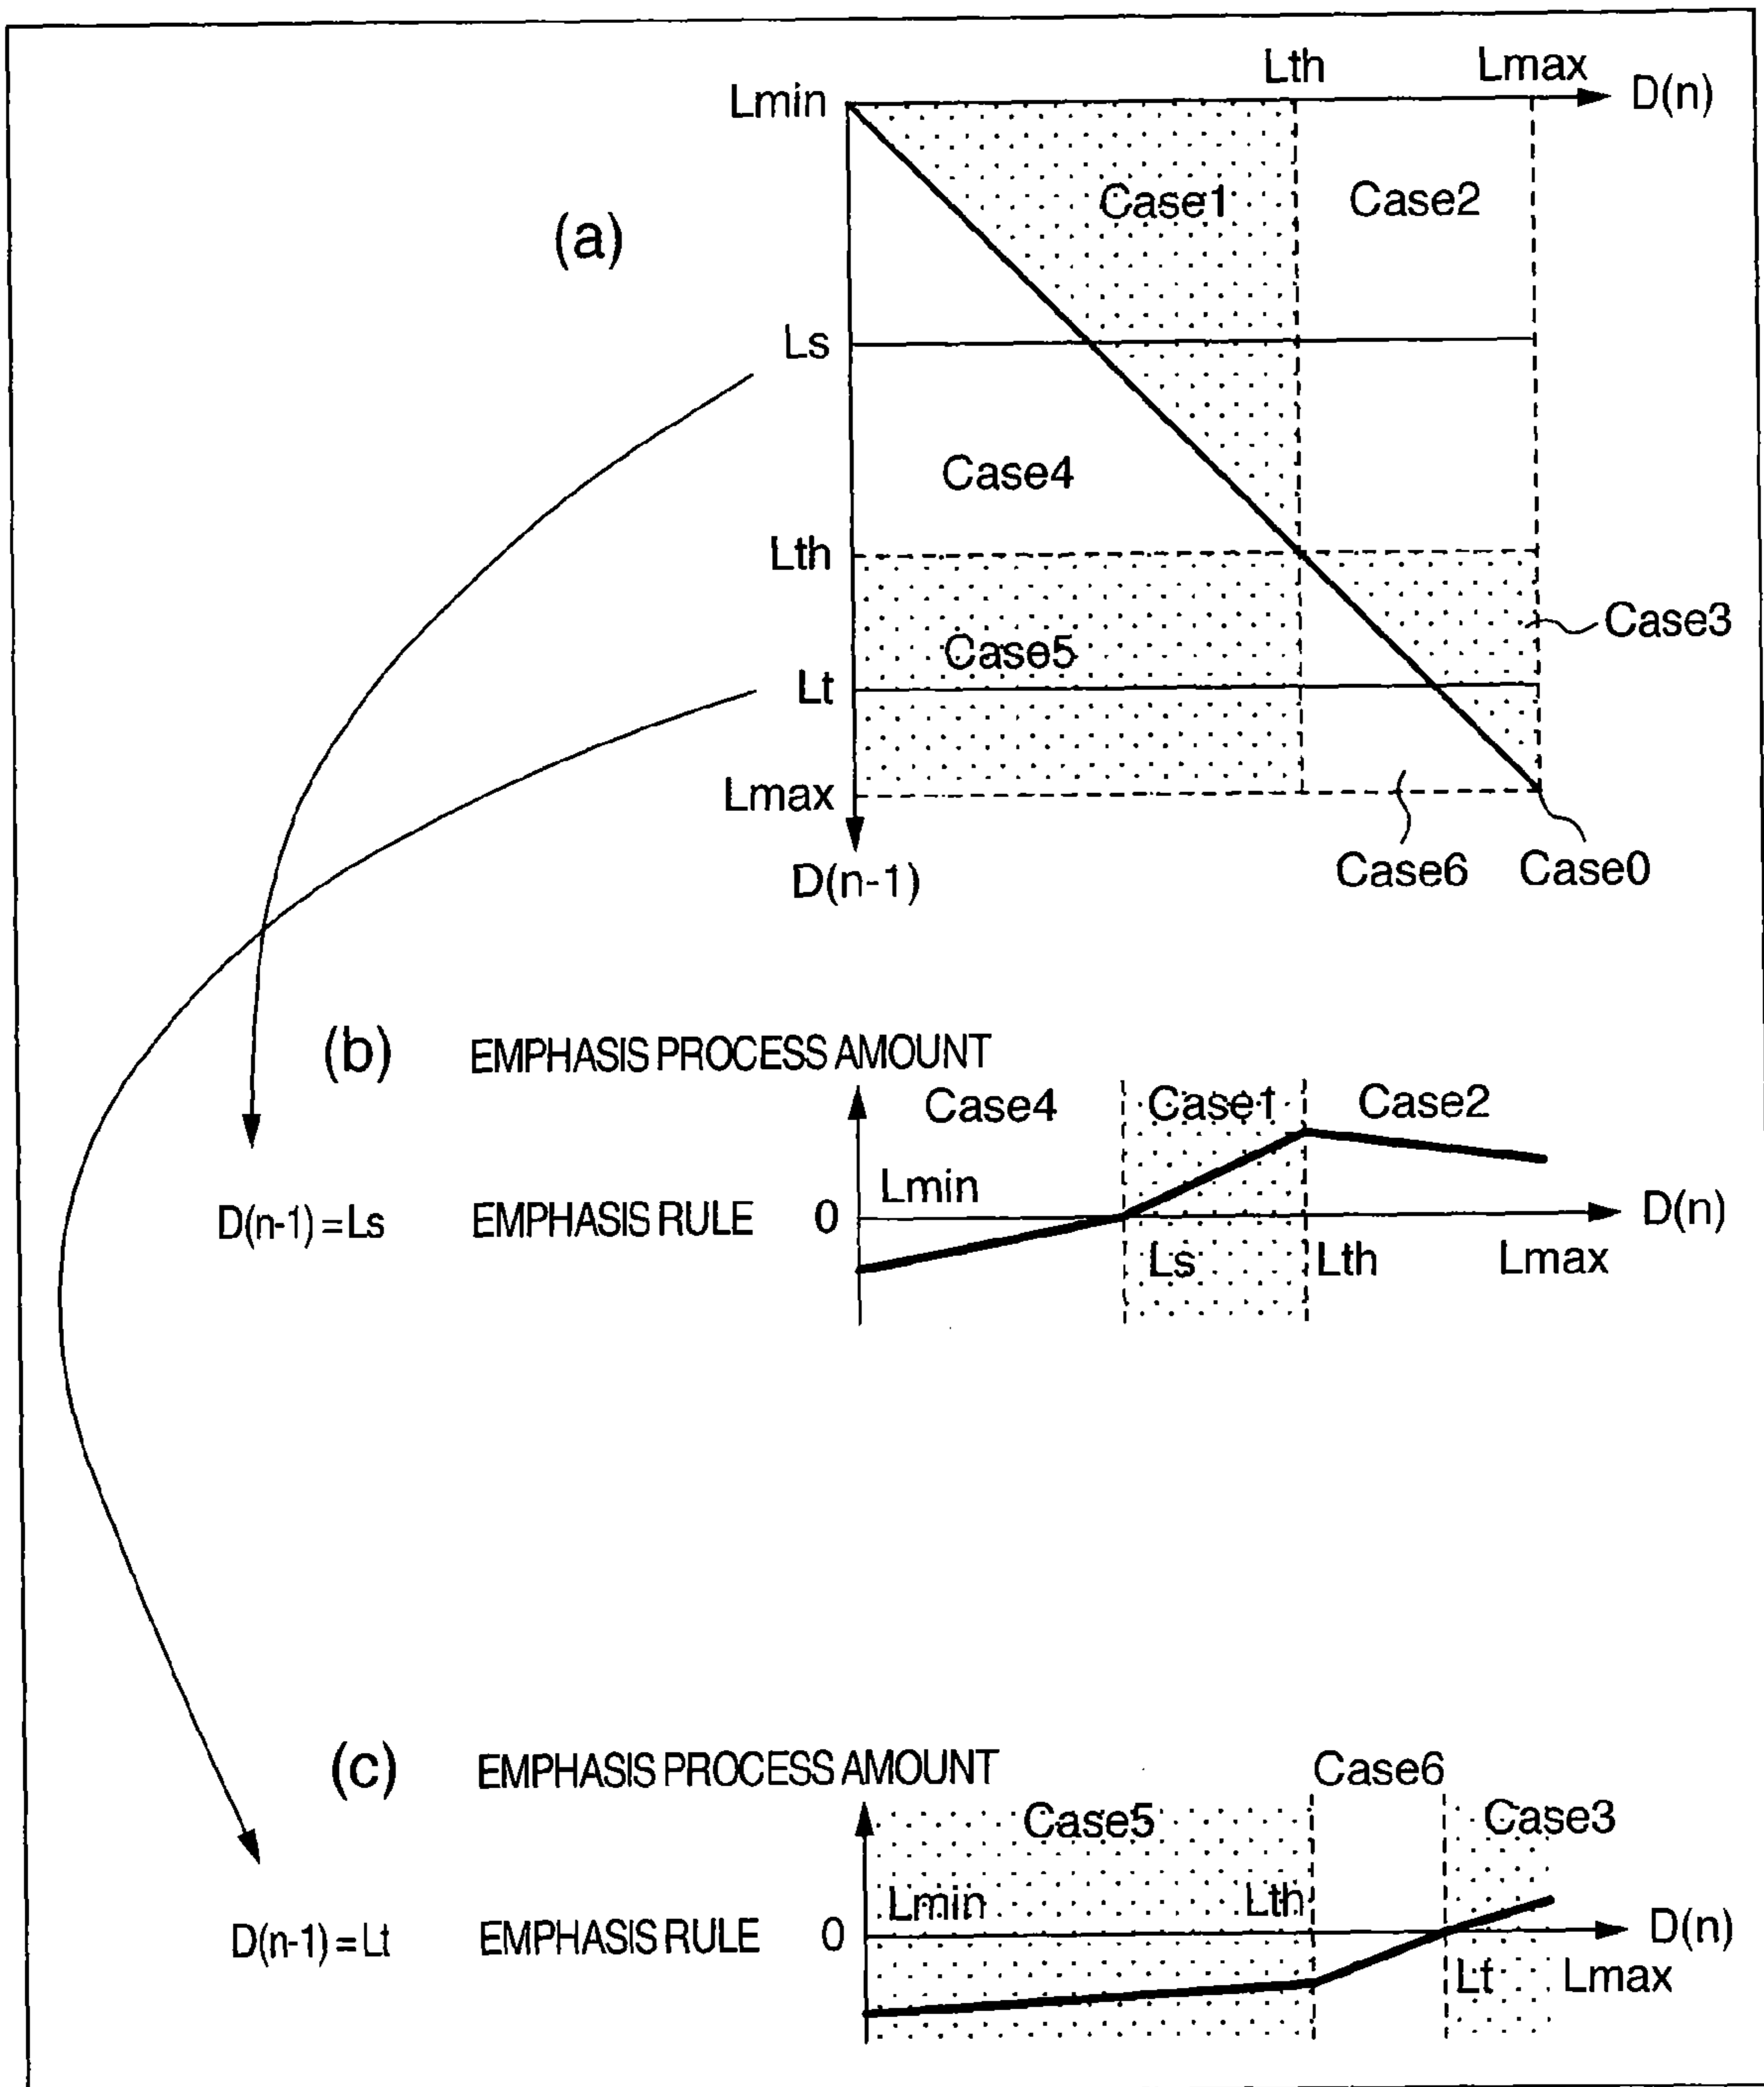 Lth Lmax
Lmin D(n)
(a) Case1 Case2
Ls
Case4
Lth
Case3
Case5
Lt
Lmax
D(n-1) Case6 Case0
(b) EMPHASIS PROCESS AMOUNT
Case4 Case1 Case2
Lmin
D(n-1)=Ls EMPHASIS RULE 0 D(n)
Ls Lth Lmax
(c) EMPHASIS PROCESS AMOUNT Case6
Case5 Case3
Lmin Lth
D(n-1)=Lt EMPHASIS RULE 0 D(n)
Lt Lmax